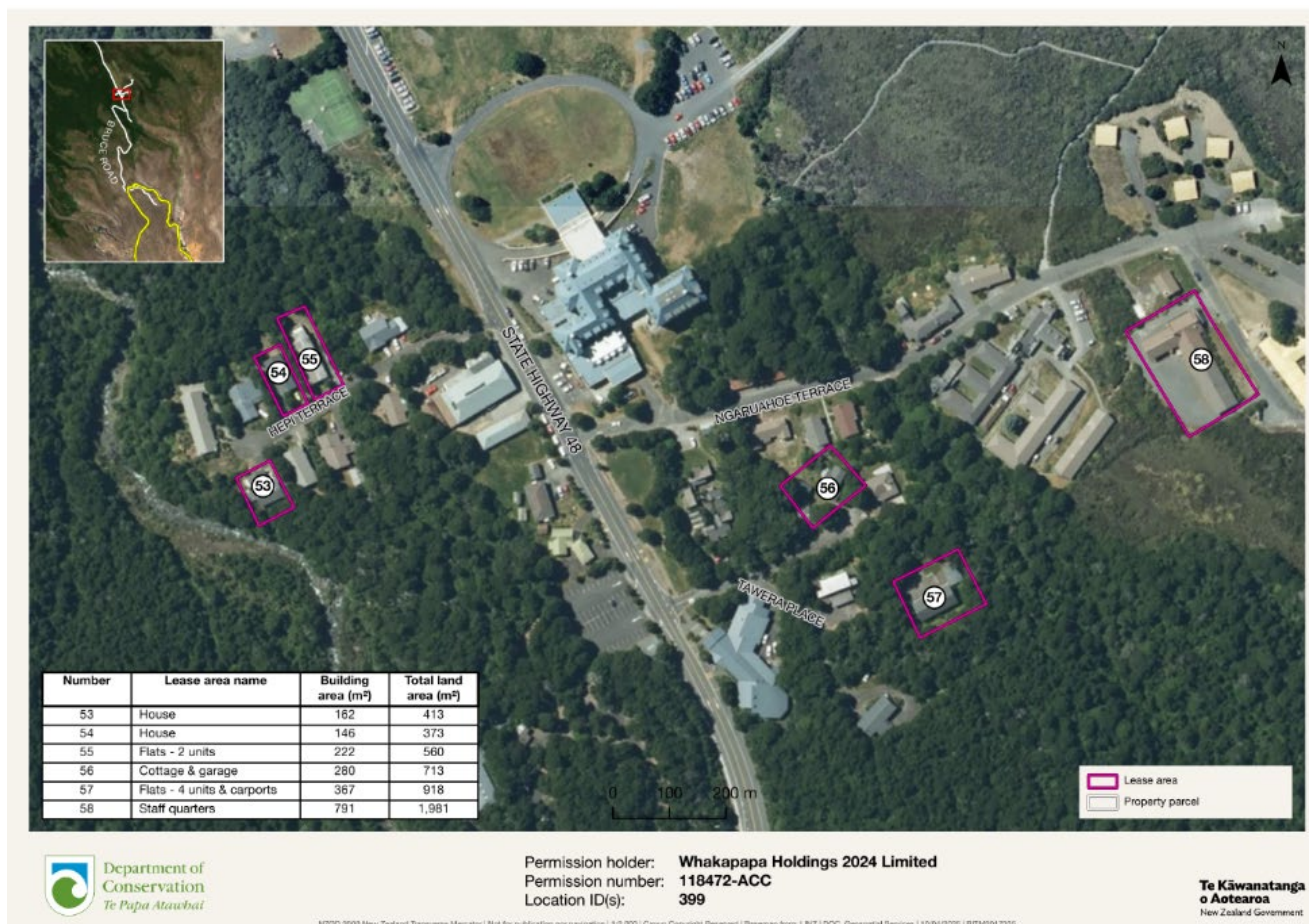 N
BRUCE ROAD
STATE HIGHWAY 48
NGARUAHOE TERRACE
HEPI TERRACE
TAWERA PLACE
55
54
53
58
56
57
Number Lease area name Building area (m²) Total land area (m²)
53 House 162 413
54 House 146 373
55 Flats - 2 units 222 560
56 Cottage & garage 280 713
57 Flats - 4 units & carports 367 918
58 Staff quarters 791 1,981
0 100 200 m
Lease area
Property parcel
Department of
Conservation
Te Papa Atawhai
Permission holder: Whakapapa Holdings 2024 Limited
Permission number: 118472-ACC
Location ID(s): 399
Te Kāwanatanga
o Aotearoa
New Zealand Government